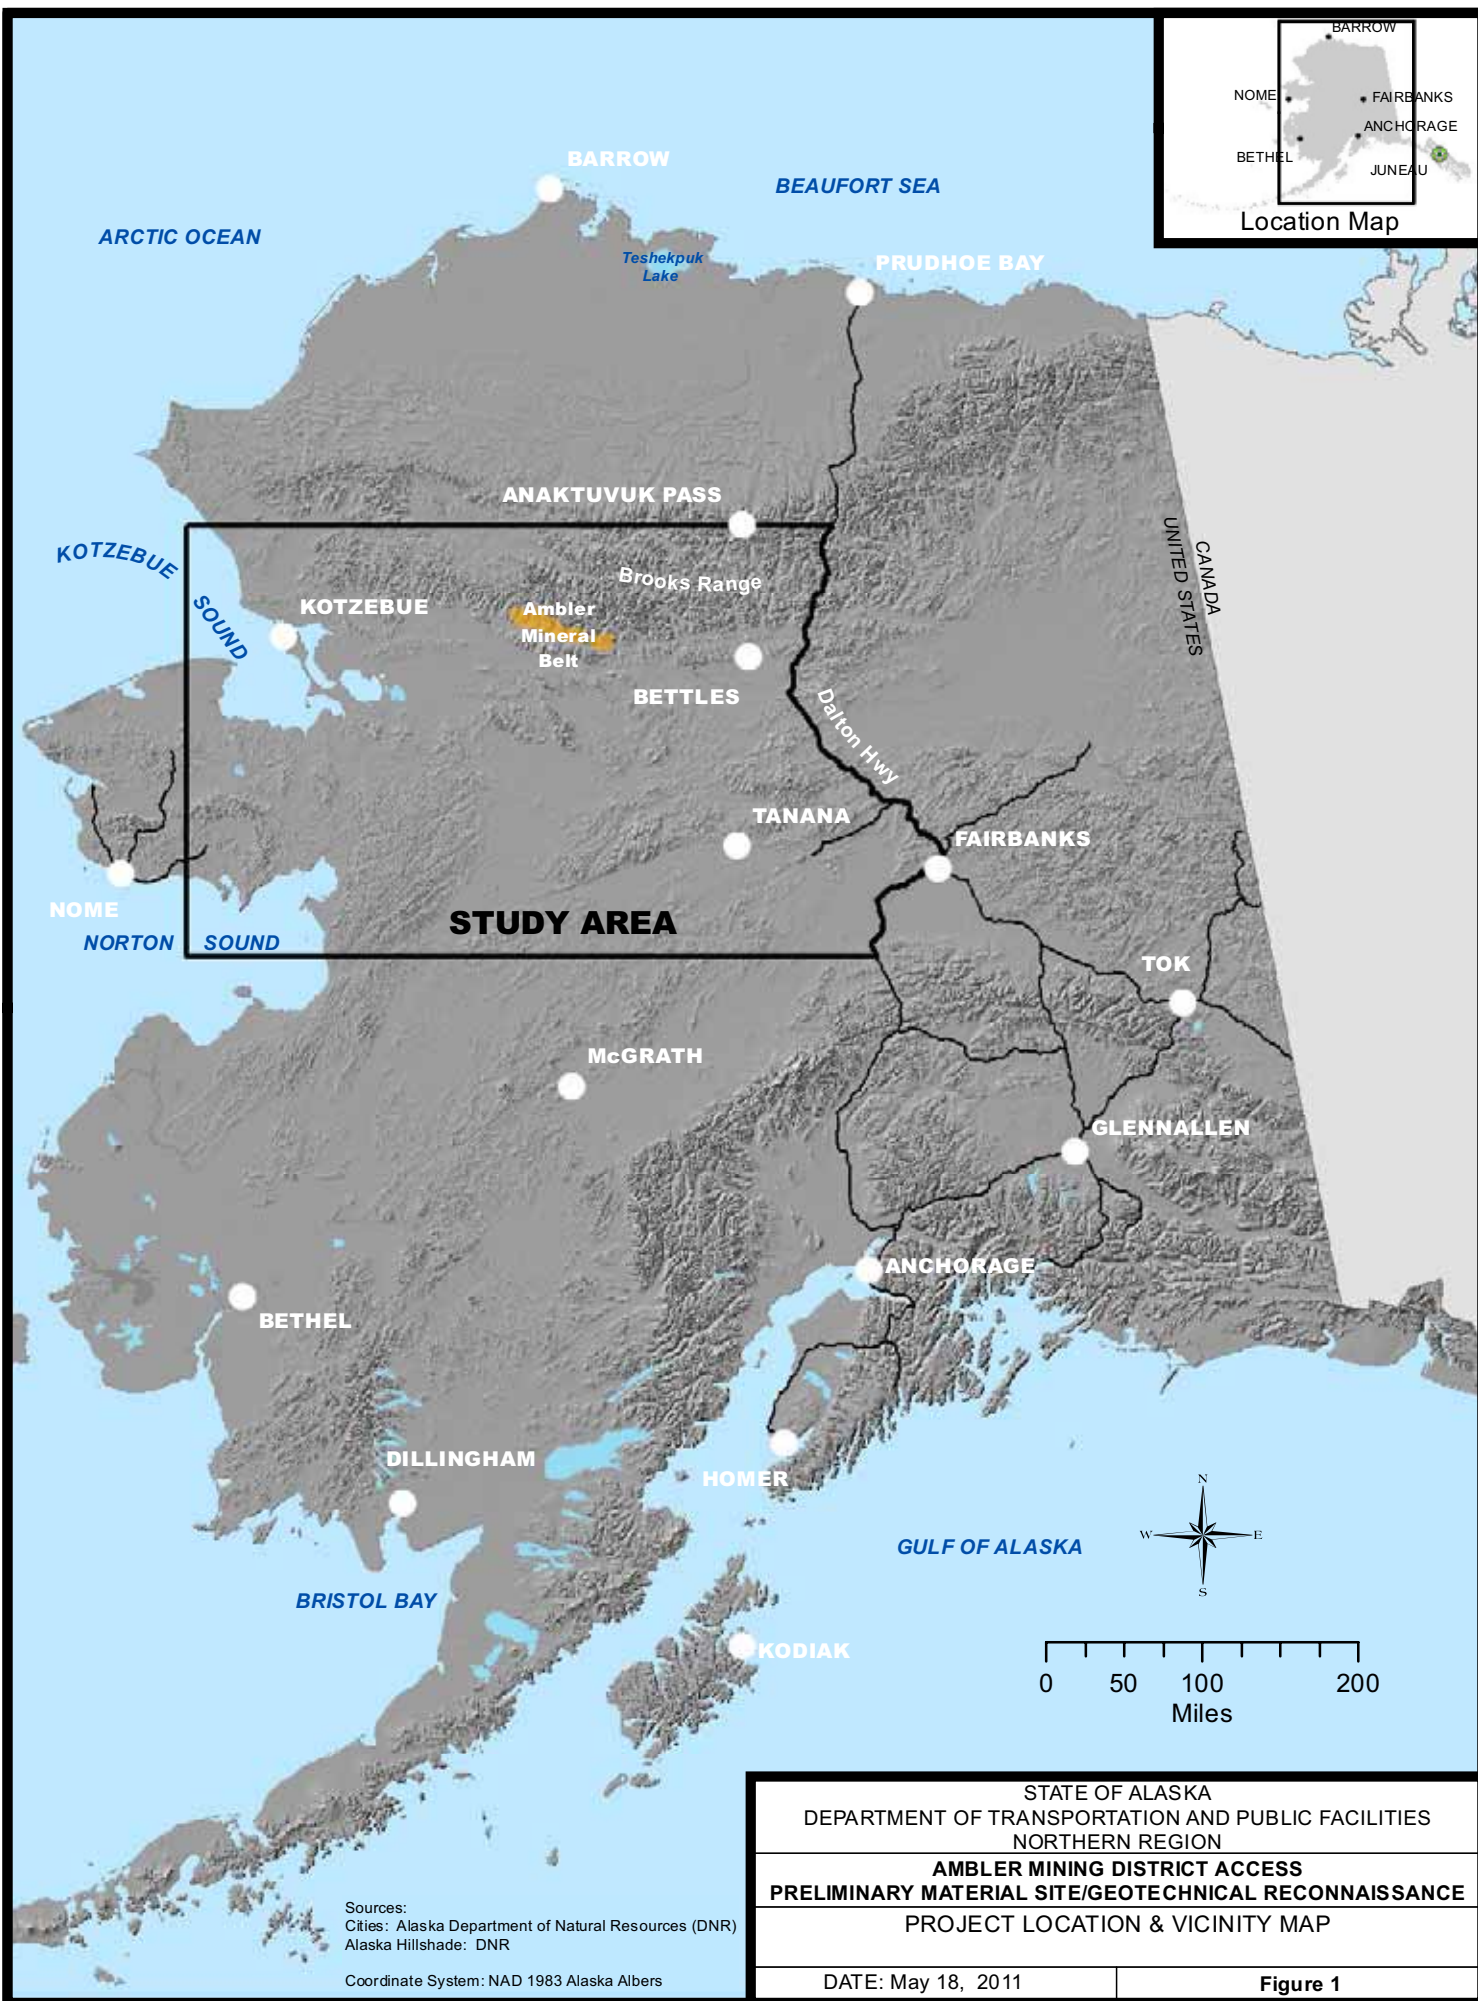 BARROW
NOME
FAIRBANKS
ANCHORAGE
BETHEL
JUNEAU
Location Map
BARROW
BEAUFORT SEA
ARCTIC OCEAN
Teshekpuk
Lake
PRUDHOE BAY
ANAKTUVUK PASS
KOTZEBUE
SOUND
Brooks Range
KOTZEBUE
Ambler
Mineral
Belt
BETTLES
CANADA
UNITED STATES
Dalton Hwy
TANANA
FAIRBANKS
NOME
STUDY AREA
NORTON SOUND
TOK
McGRATH
GLENNALLEN
ANCHORAGE
BETHEL
DILLINGHAM
HOMER
N
W
E
S
GULF OF ALASKA
BRISTOL BAY
KODIAK
0 50 100 200
Miles
STATE OF ALASKA
DEPARTMENT OF TRANSPORTATION AND PUBLIC FACILITIES
NORTHERN REGION
AMBLER MINING DISTRICT ACCESS
PRELIMINARY MATERIAL SITE/GEOTECHNICAL RECONNAISSANCE
PROJECT LOCATION & VICINITY MAP
DATE: May 18, 2011
Figure 1
Sources:
Cities: Alaska Department of Natural Resources (DNR)
Alaska Hillshade: DNR
Coordinate System: NAD 1983 Alaska Albers